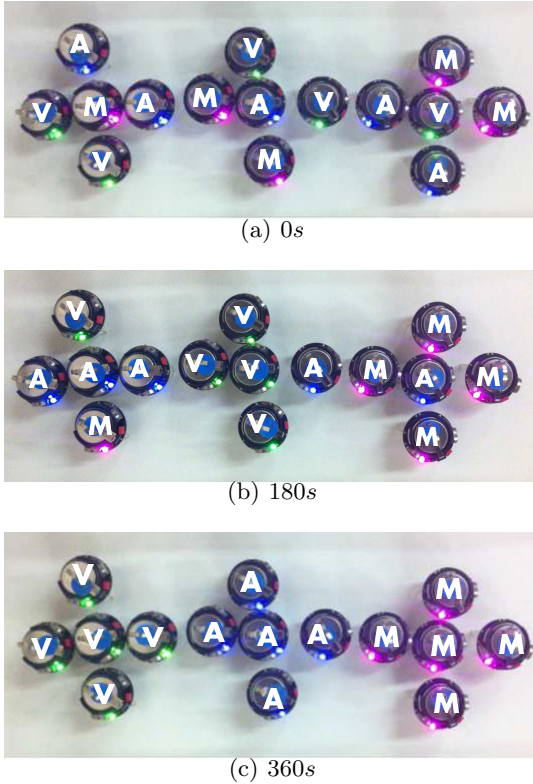 A V M
V M A M A V A V M
V M A
(a) 0s
V V M
A A A V V A M A M
M V M
(b) 180s
V A M
V V V A A A M M M
V A M
(c) 360s